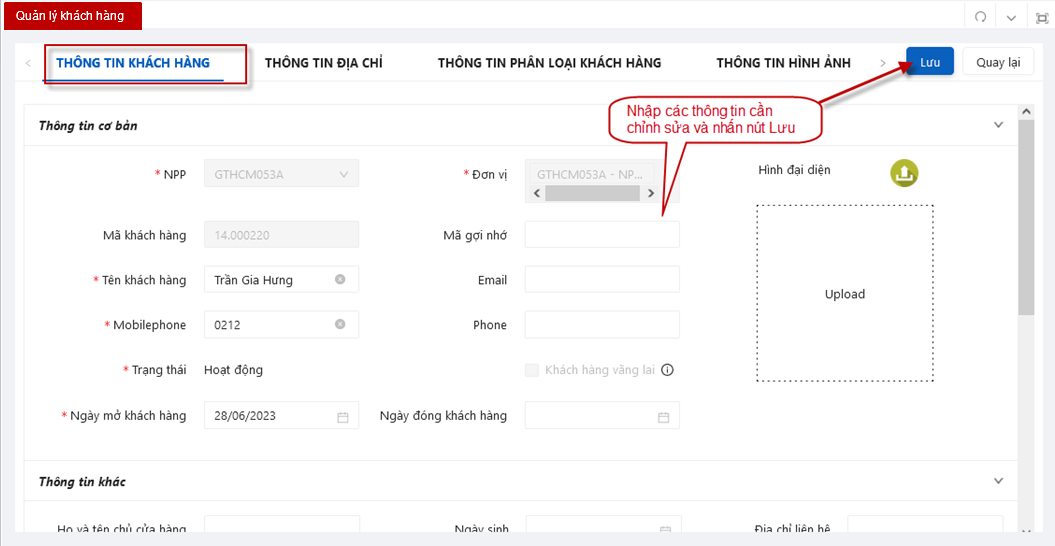 Quản lý khách hàng
THÔNG TIN KHÁCH HÀNG
THÔNG TIN ĐỊA CHỈ
THÔNG TIN PHÂN LOẠI KHÁCH HÀNG
THÔNG TIN HÌNH ẢNH
Lưu
Quay lại
Nhập các thông tin cần
chỉnh sửa và nhấn nút Lưu
Thông tin cơ bản
* NPP
GTHCM053A
* Đơn vị
GTHCM053A - NP...
Hình đại diện
Mã khách hàng
14.000220
Mã gợi nhớ
* Tên khách hàng
Trần Gia Hưng
Email
Upload
* Mobilephone
0212
Phone
* Trạng thái
Hoạt động
Khách hàng vãng lai
* Ngày mở khách hàng
28/06/2023
Ngày đóng khách hàng
Thông tin khác
Họ và tên chủ cửa hàng
Ngày sinh
Địa chỉ liên hệ